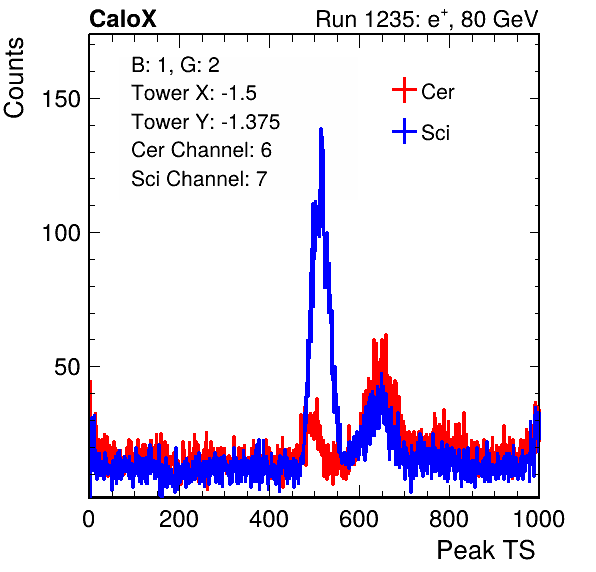 CaloX
Run 1235: e+, 80 GeV
Counts
B: 1, G: 2
Tower X: -1.5
Tower Y: -1.375
Cer Channel: 6
Sci Channel: 7
Cer
Sci
150
100
50
0 200 400 600 800 1000
Peak TS